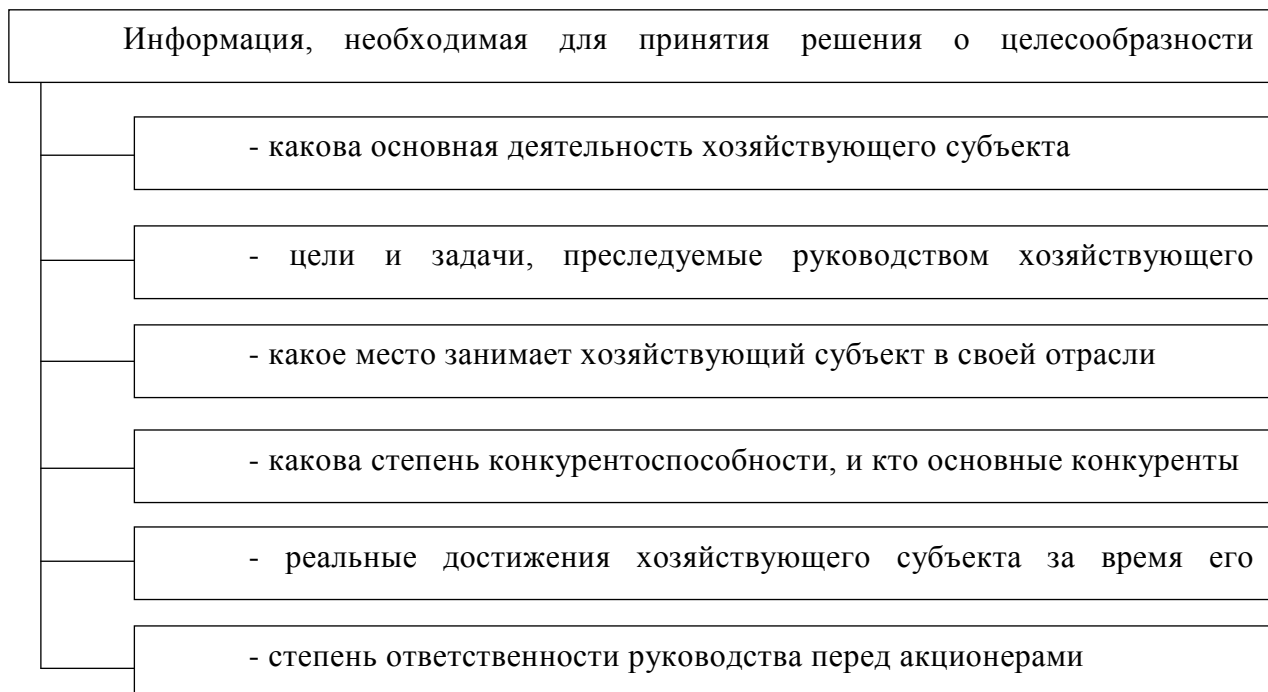 Информация, необходимая для принятия решения о целесообразности
- какова основная деятельность хозяйствующего субъекта
- цели и задачи, преследуемые руководством хозяйствующего
- какое место занимает хозяйствующий субъект в своей отрасли
- какова степень конкурентоспособности, и кто основные конкуренты
- реальные достижения хозяйствующего субъекта за время его
- степень ответственности руководства перед акционерами